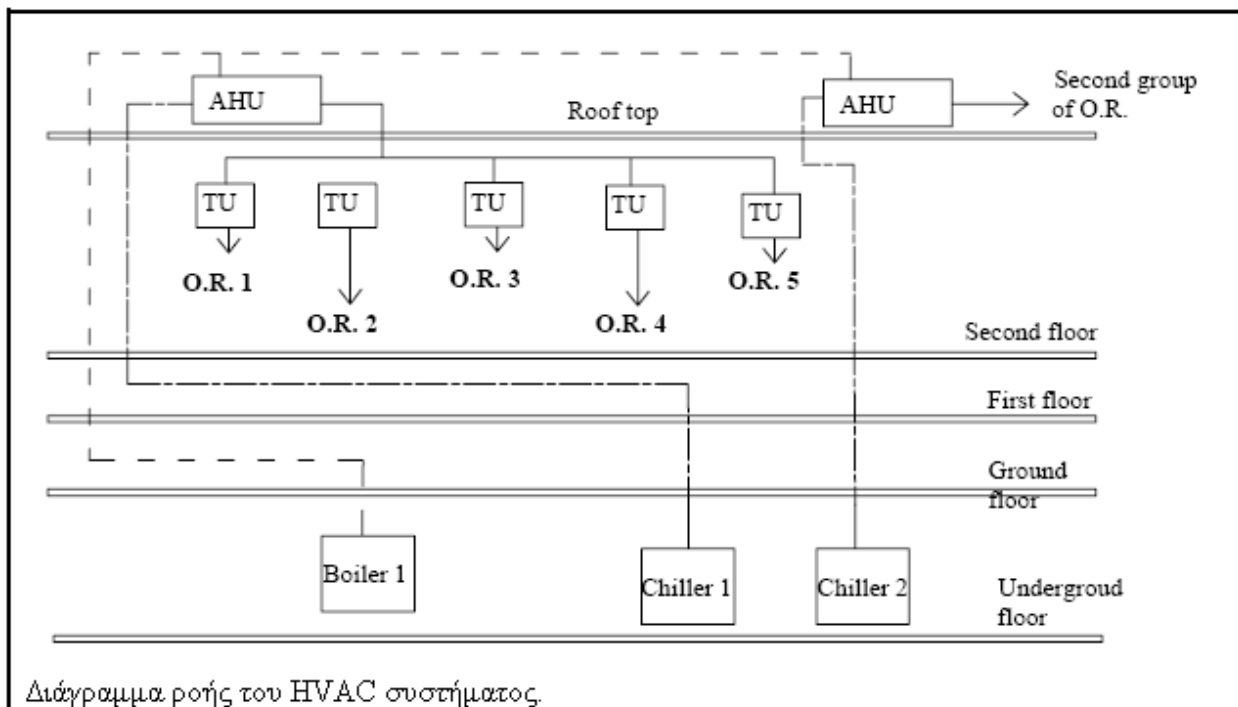 AHU
Roof top
AHU
Second group
of O.R.
TU
TU
TU
TU
TU
O.R. 1
O.R. 2
O.R. 3
O.R. 4
O.R. 5
Second floor
First floor
Ground
floor
Boiler 1
Chiller 1
Chiller 2
Undergroud
floor
Διάγραμμα ροής του HVAC συστήματος.